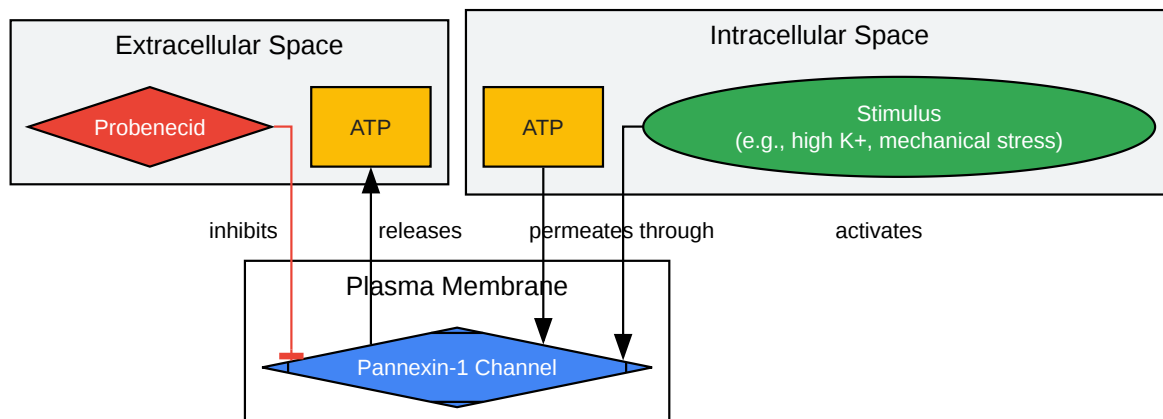 Extracellular Space
Intracellular Space
Probenecid
ATP
ATP
Stimulus
(e.g., high K+, mechanical stress)
inhibits
releases
permeates through
activates
Plasma Membrane
Pannexin-1 Channel